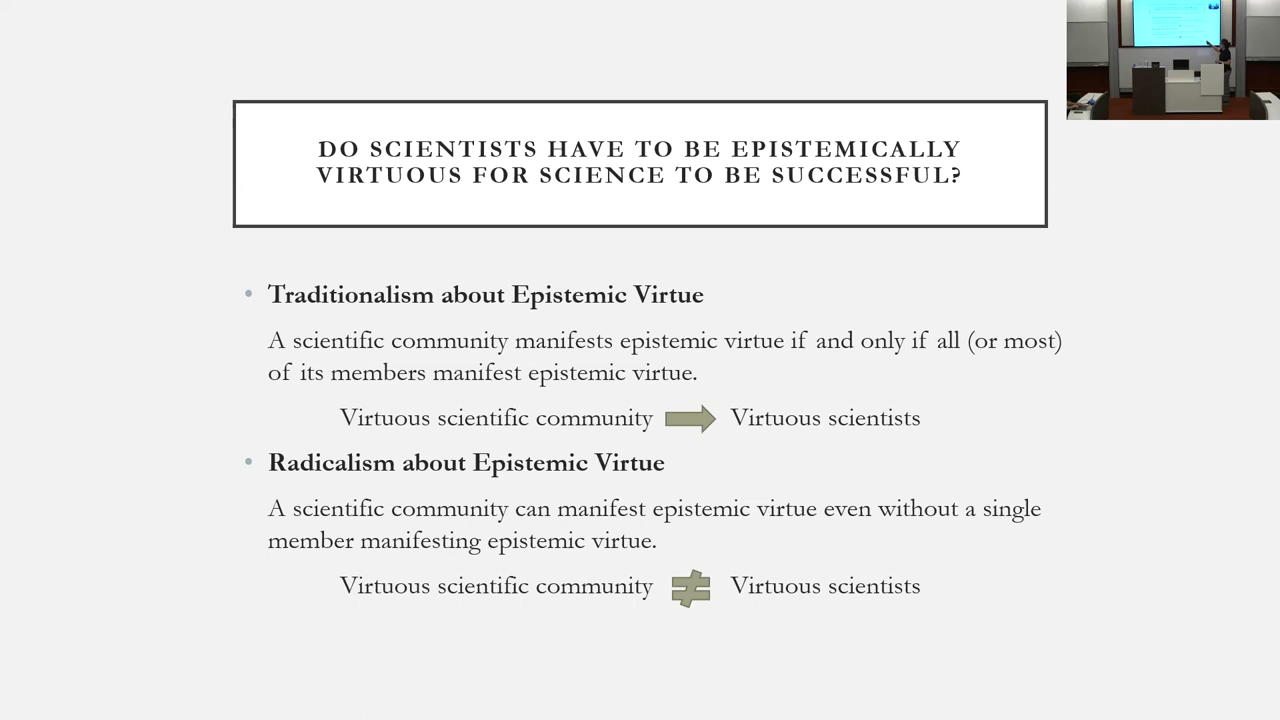 DO SCIENTISTS HAVE TO BE EPISTEMICALLY
VIRTUOUS FOR SCIENCE TO BE SUCCESSFUL?
• Traditionalism about Epistemic Virtue
A scientific community manifests epistemic virtue if and only if all (or most)
of its members manifest epistemic virtue.
Virtuous scientific community Virtuous scientists
• Radicalism about Epistemic Virtue
A scientific community can manifest epistemic virtue even without a single
member manifesting epistemic virtue.
Virtuous scientific community ≠ Virtuous scientists